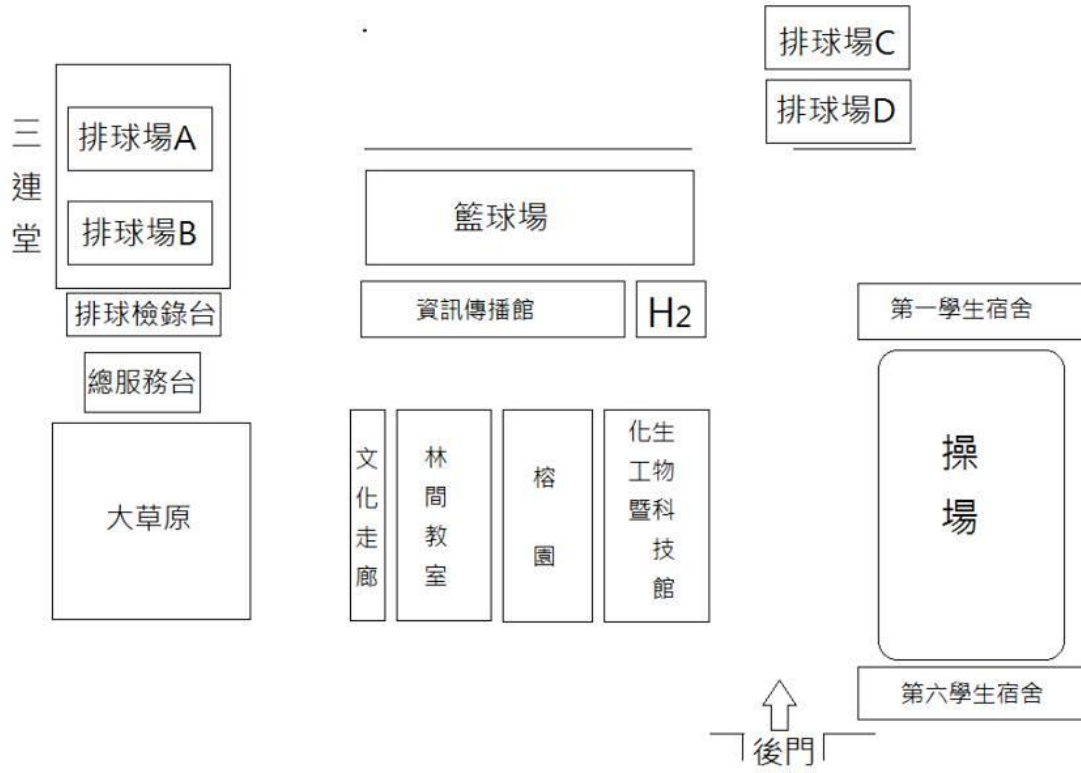 排球場C
排球場D
三連堂
排球場A
排球場B
排球檢錄台
總服務台
大草原
籃球場
資訊傳播館
H2
文化走廊
林間教室
榕園
化工暨
生物科技館
第一學生宿舍
操場
第六學生宿舍
後門